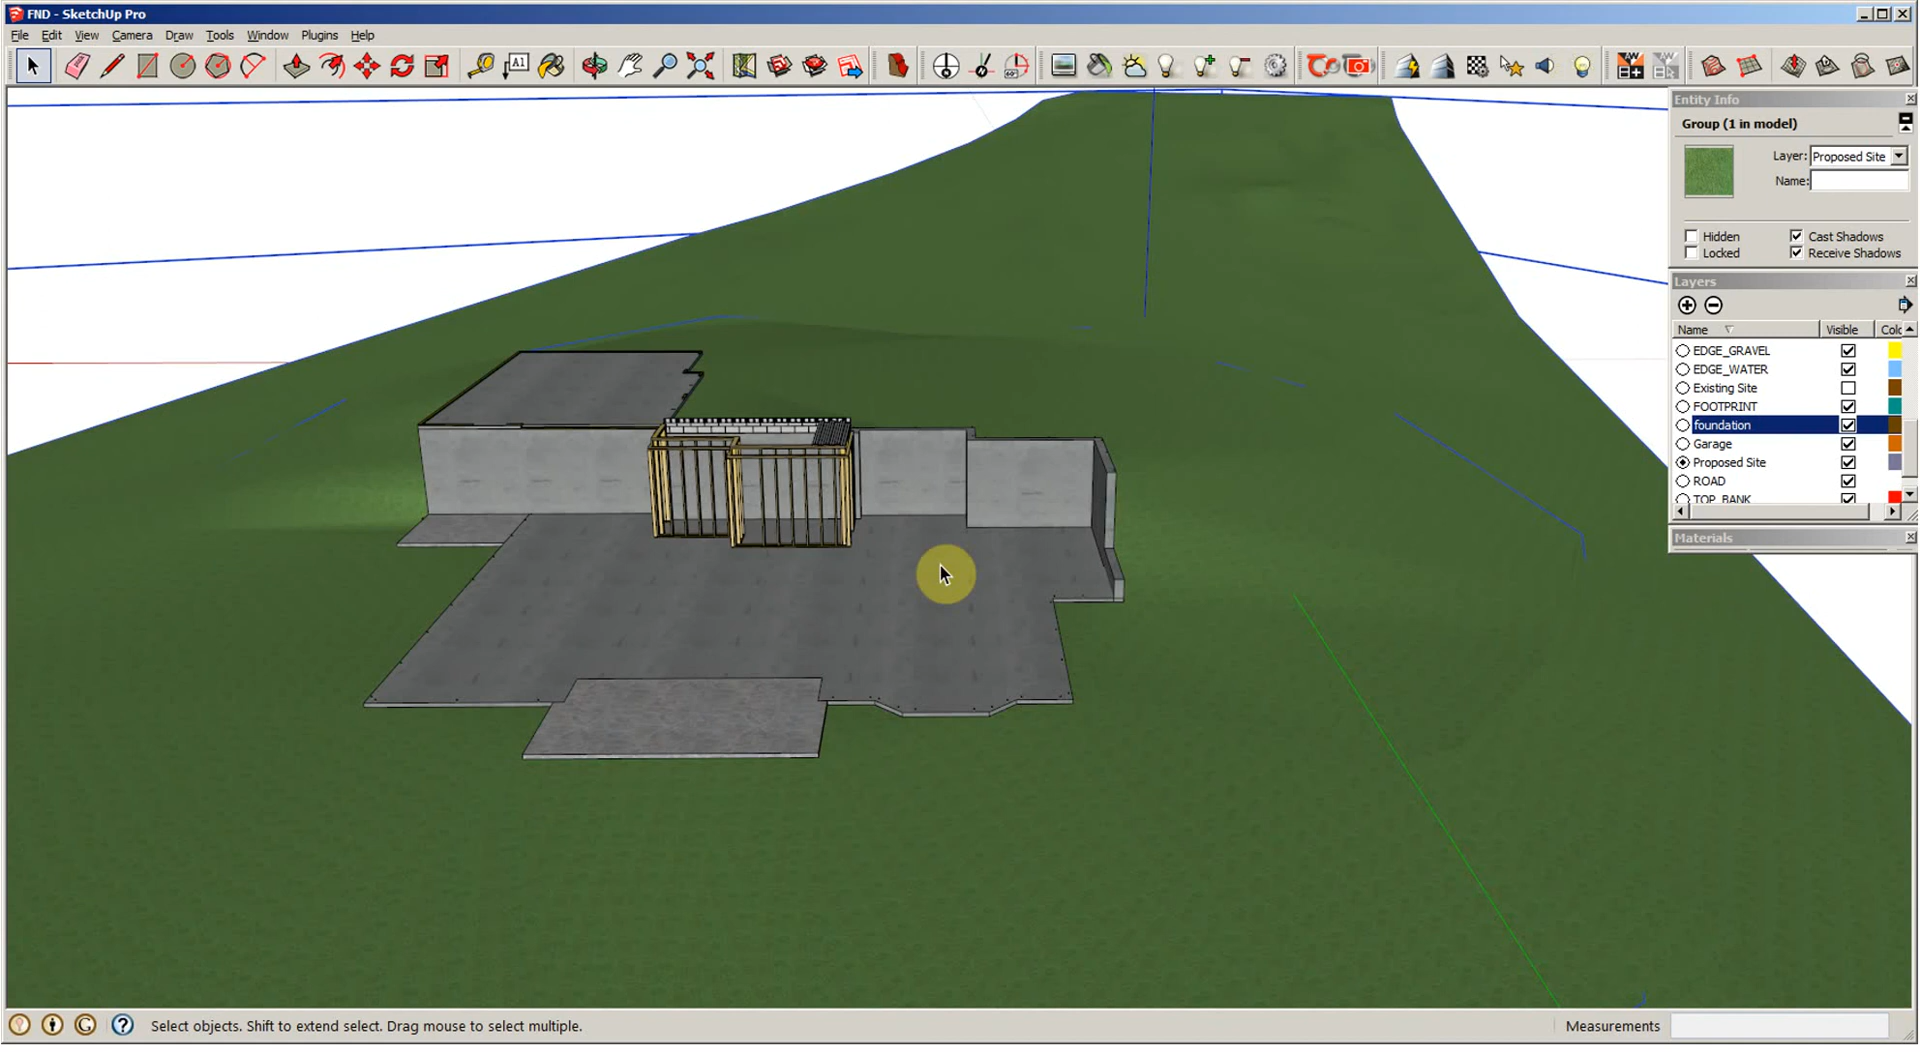 FND - SketchUp Pro
File Edit View Camera Draw Tools Window Plugins Help
A1
Entity Info
Group (1 in model)
Layer: Proposed Site
Name:
Hidden Cast Shadows
Locked Receive Shadows
Layers
Name Visible
EDGE_GRAVEL
EDGE_WATER
Existing Site
FOOTPRINT
foundation
Garage
Proposed Site
ROAD
TOP_BANK
Materials
Select objects. Shift to extend select. Drag mouse to select multiple.
Measurements